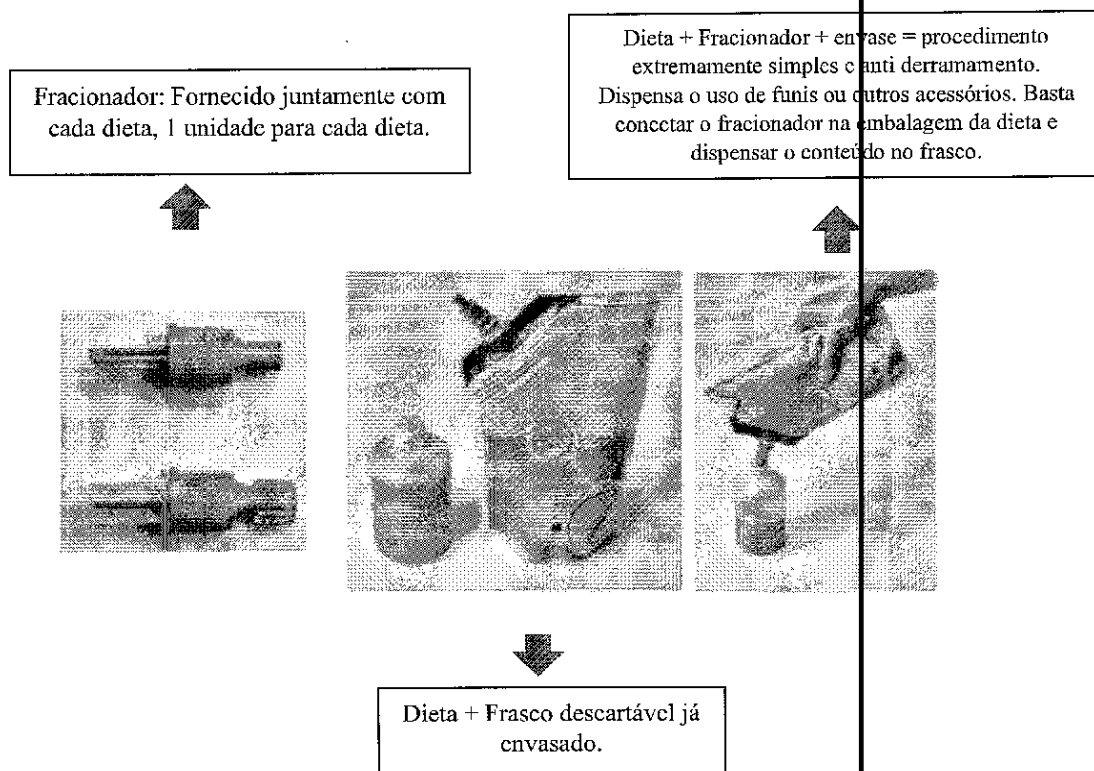 Fracionador: Fornecido juntamente com
cada dieta, 1 unidade para cada dieta.
Dieta + Fracionador + envase = procedimento
extremamente simples e anti derramamento.
Dispensa o uso de funis ou outros acessórios. Basta
conectar o fracionador na embalagem da dieta e
dispensar o conteúdo no frasco.
Dieta + Frasco descartável já
envasado.